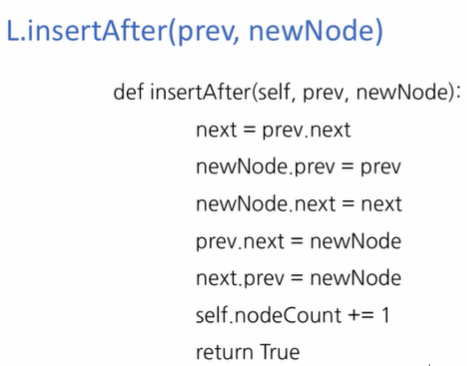 L.insertAfter(prev, newNode)
def insertAfter(self, prev, newNode):
next = prev.next
newNode.prev = prev
newNode.next = next
prev.next = newNode
next.prev = newNode
self.nodeCount += 1
return True